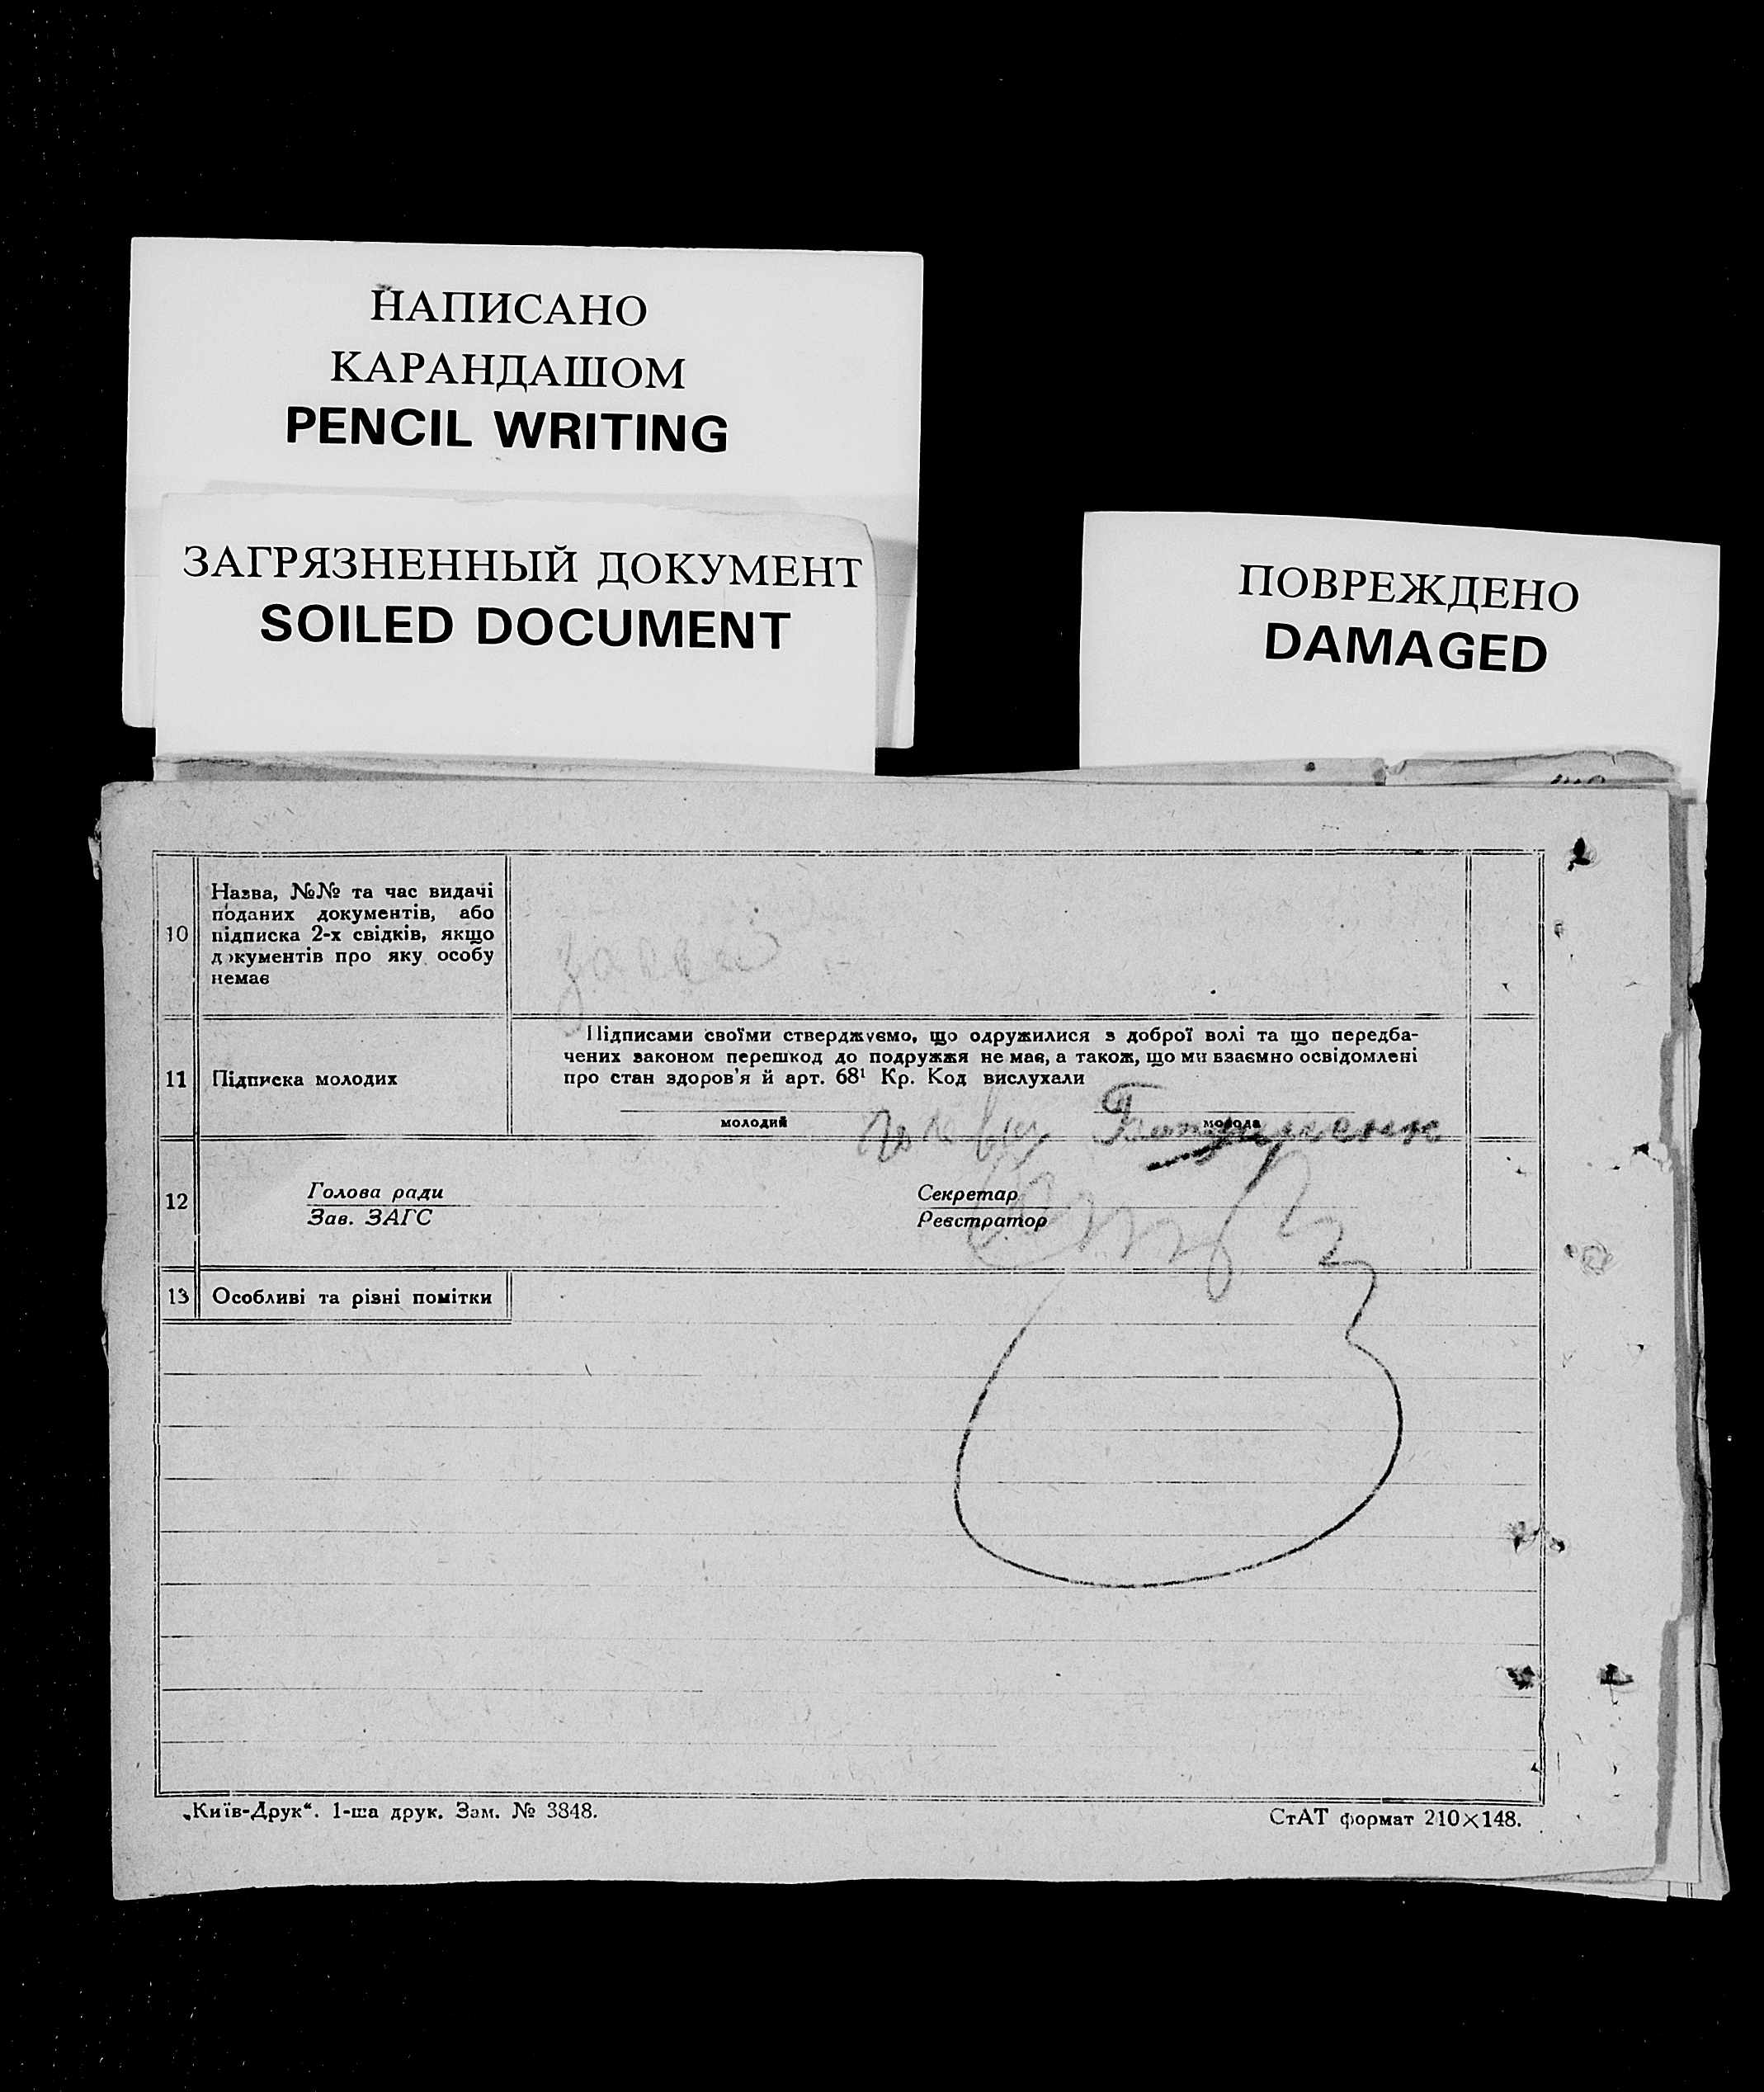 НАПИСАНО
КАРАНДАШОМ
PENCIL WRITING
ЗАГРЯЗНЕННЫЙ ДОКУМЕНТ
SOILED DOCUMENT
ПОВРЕЖДЕНО
DAMAGED
10
Назва, №№ та час видачі
поданих документів, або
підписка 2-х свідків, якщо
документів про яку особу
немає
11
Підписка молодих
Підписами своїми стверджуємо, що одружилися з доброї волі та що передба-
чених законом перешкод до подружжя не має, а також, що ми взаємно освідомлені
про стан здоров'я й арт. 68¹ Кр. Код вислухали
молодий
молода
12
Голова ради
Зав. ЗАГС
Секретар
Реєстратор
13
Особливі та різні помітки
„Київ-Друк“. 1-ша друк. Зам. № 3848.
СтАТ формат 210×148.